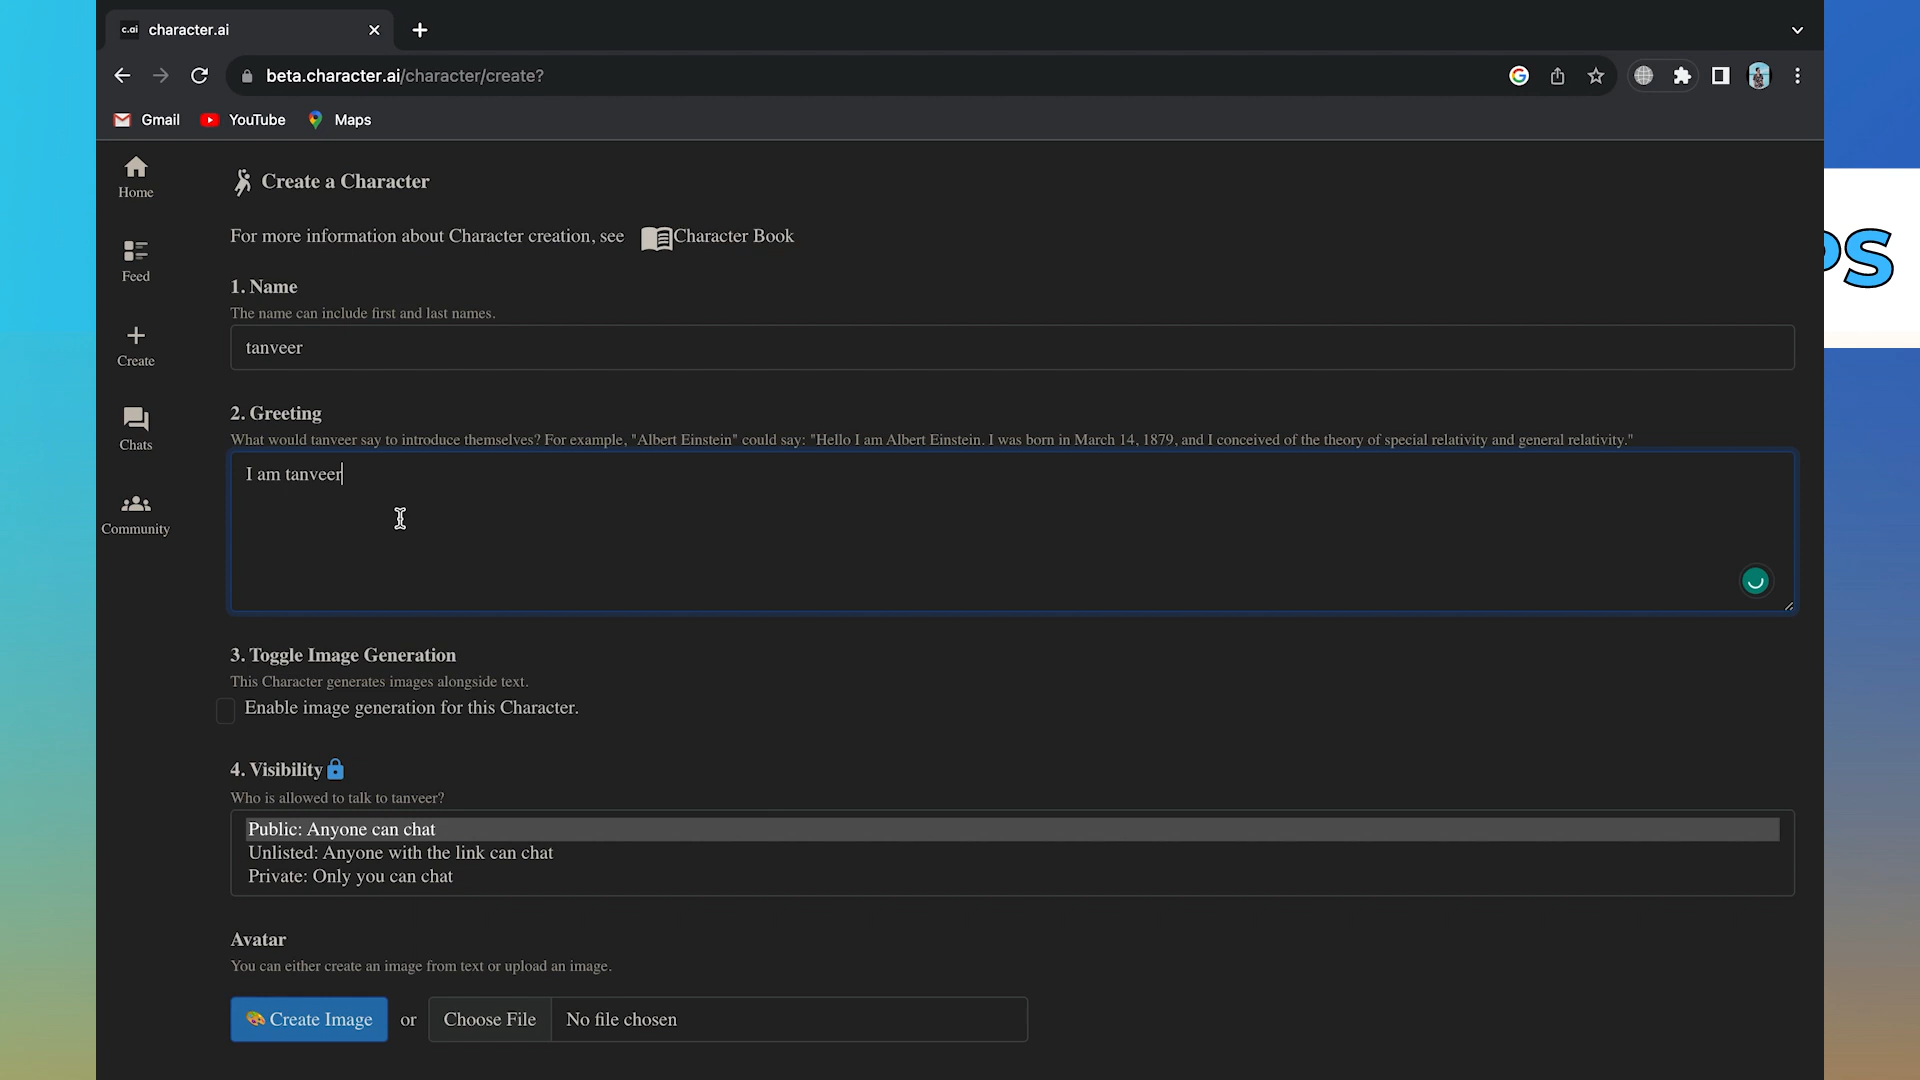 c.ai character.ai
beta.character.ai/character/create?
Gmail YouTube Maps
Home
Feed
Create
Chats
Community
Create a Character
For more information about Character creation, see Character Book
1. Name
The name can include first and last names.
tanveer
2. Greeting
What would tanveer say to introduce themselves? For example, "Albert Einstein" could say: "Hello I am Albert Einstein. I was born in March 14, 1879, and I conceived of the theory of special relativity and general relativity."
I am tanveer
3. Toggle Image Generation
This Character generates images alongside text.
Enable image generation for this Character.
4. Visibility
Who is allowed to talk to tanveer?
Public: Anyone can chat
Unlisted: Anyone with the link can chat
Private: Only you can chat
Avatar
You can either create an image from text or upload an image.
Create Image or Choose File No file chosen